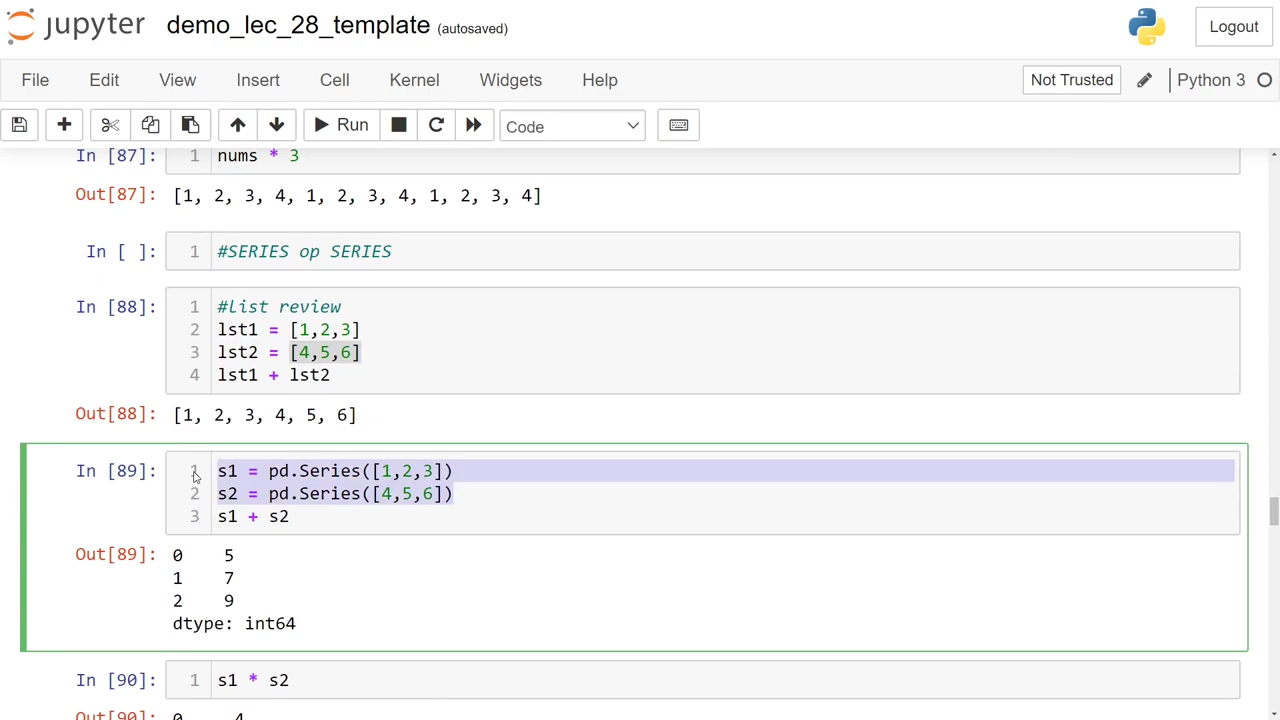 jupyter demo_lec_28_template (autosaved) Logout
File Edit View Insert Cell Kernel Widgets Help Not Trusted Python 3
Run Code
In [87]: 1 nums * 3
Out[87]: [1, 2, 3, 4, 1, 2, 3, 4, 1, 2, 3, 4]
In [ ]: 1 #SERIES op SERIES
In [88]: 1 #list review
2 lst1 = [1,2,3]
3 lst2 = [4,5,6]
4 lst1 + lst2
Out[88]: [1, 2, 3, 4, 5, 6]
In [89]: 1 s1 = pd.Series([1,2,3])
2 s2 = pd.Series([4,5,6])
3 s1 + s2
Out[89]: 0 5
1 7
2 9
dtype: int64
In [90]: 1 s1 * s2
Out[90]: 0 4